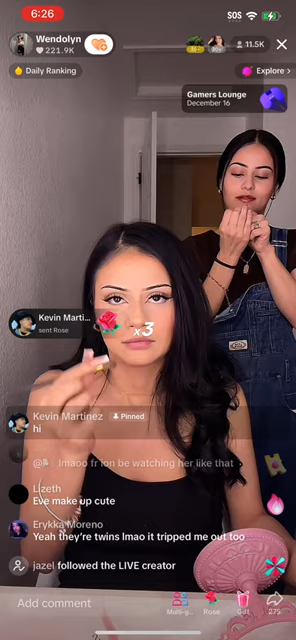 6:26
SOS
Wendolyn
221.9K
11.5K
Daily Ranking
Explore >
Gamers Lounge
December 16
Kevin Marti...
sent Rose
x3
Kevin Martinez Pinned
hi
lmaoo fr ion be watching her like that
Lizeth
Eve make up cute
Erykka Moreno
Yeah they're twins lmao it tripped me out too
jazel followed the LIVE creator
Add comment
Multi-g...
Rose
Gift
275